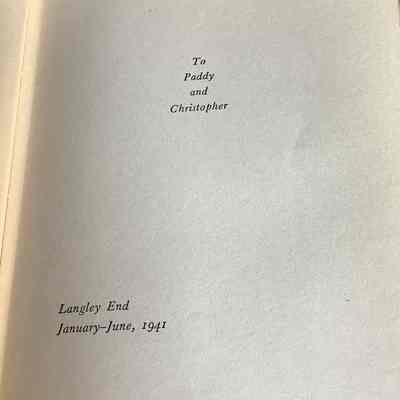 To
Paddy
and
Christopher
Langley End
January–June, 1941